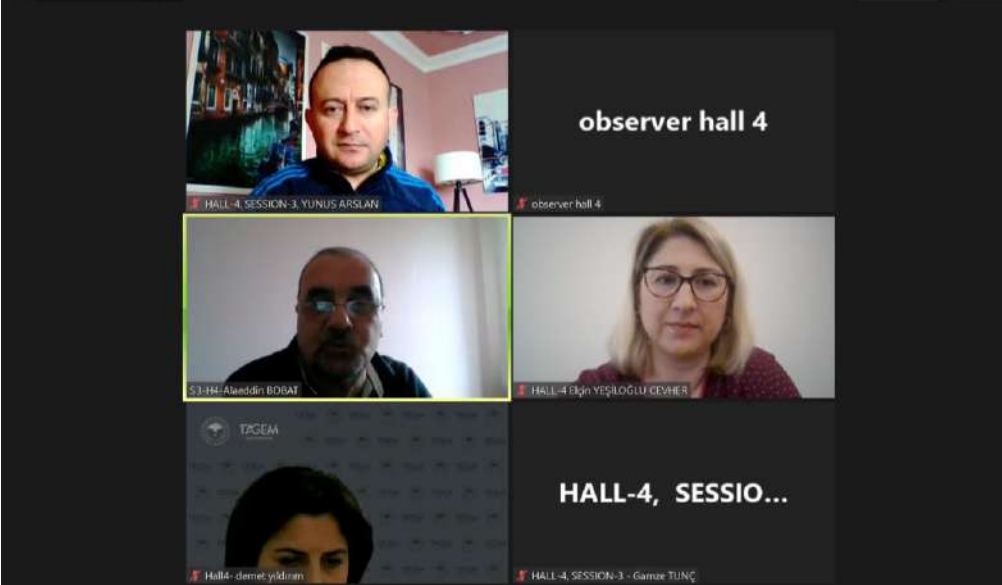 HALL-4, SESSION-3, YUNUS ARSLAN
observer hall 4
observer hall 4
S3-H4-Alaeddin BOBAT
HALL-4 Elçin YEŞİLOĞLU CEVHER
TAGEM
Hall4- demet yıldırım
HALL-4, SESSIO...
HALL-4, SESSION-3 - Gamze TUNÇ